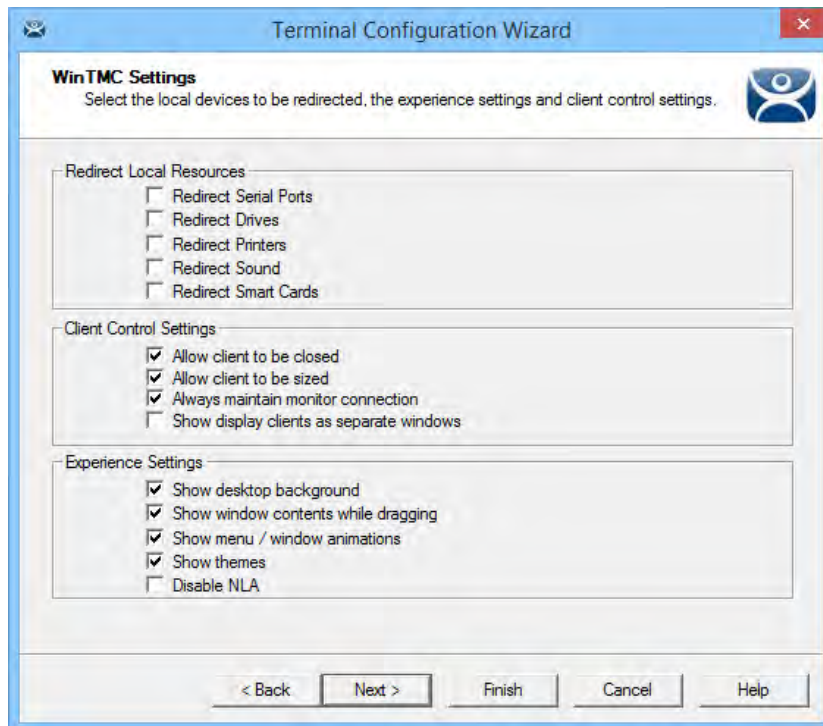 Terminal Configuration Wizard
WinTMC Settings
Select the local devices to be redirected, the experience settings and client control settings.
Redirect Local Resources
Redirect Serial Ports
Redirect Drives
Redirect Printers
Redirect Sound
Redirect Smart Cards
Client Control Settings
Allow client to be closed
Allow client to be sized
Always maintain monitor connection
Show display clients as separate windows
Experience Settings
Show desktop background
Show window contents while dragging
Show menu / window animations
Show themes
Disable NLA
< Back Next > Finish Cancel Help